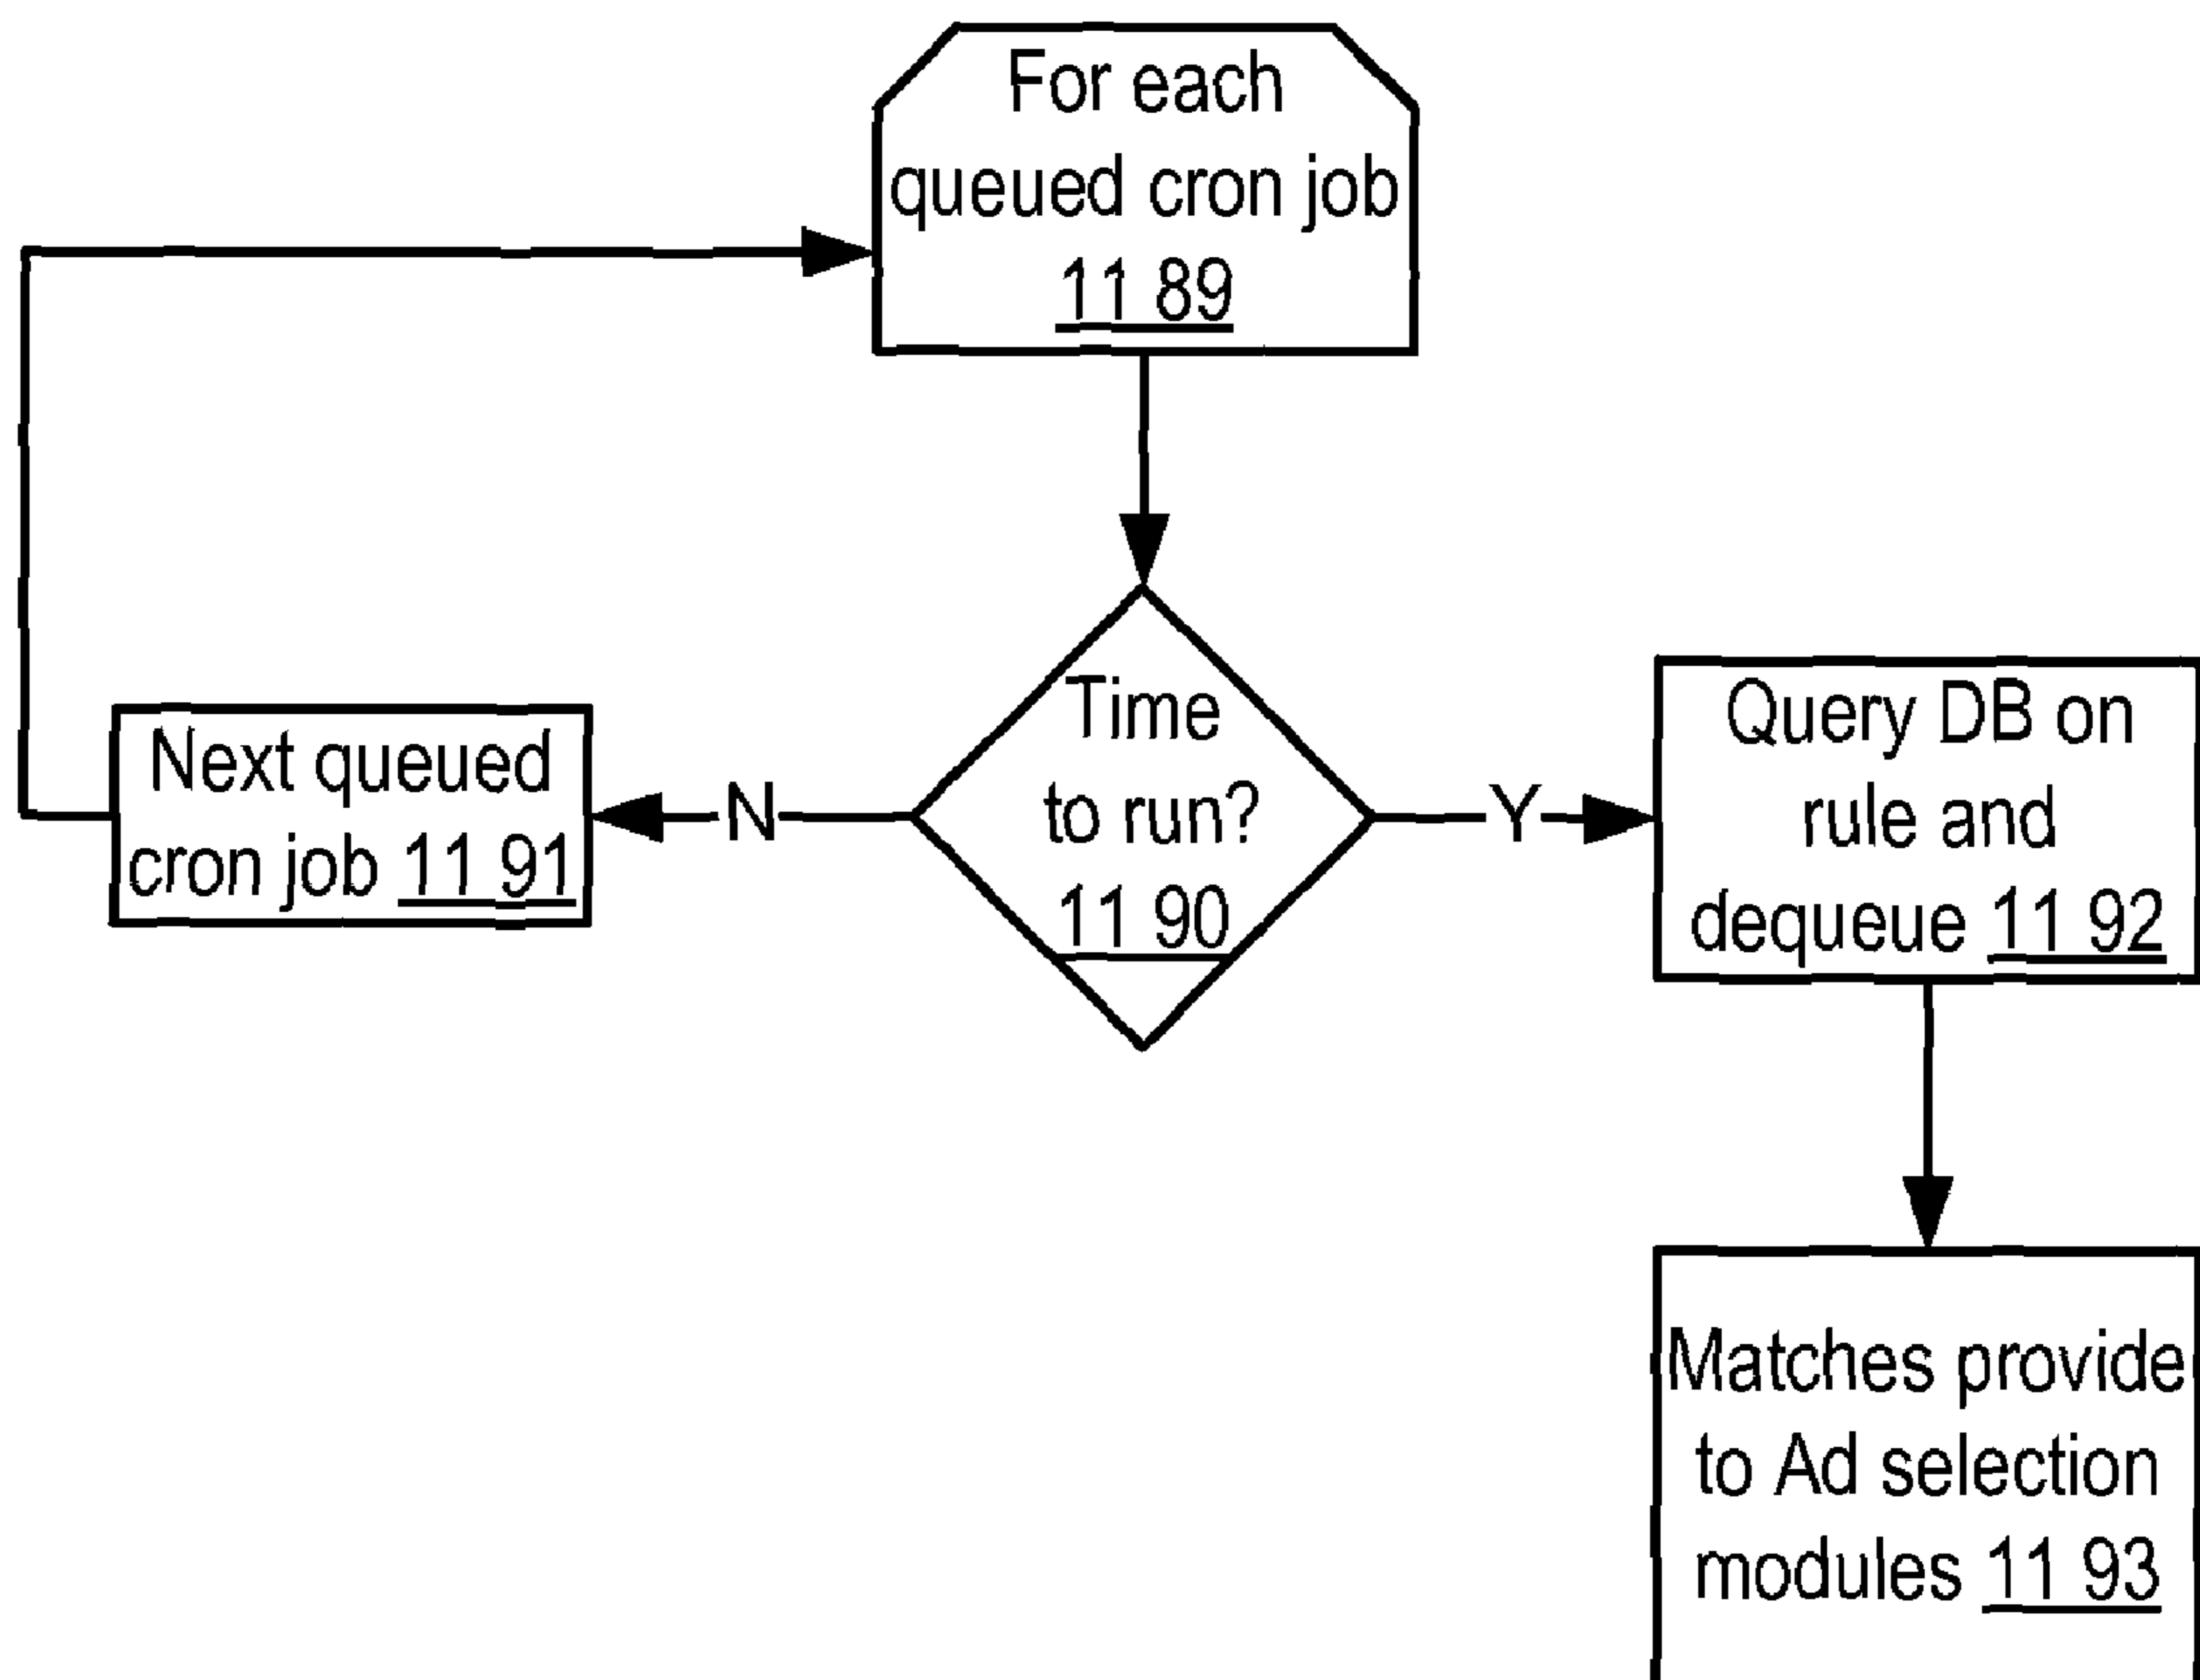 For each
queued cron job
11 89
Time
to run?
11 90
N
Y
Next queued
cron job 11 91
Query DB on
rule and
dequeue 11 92
Matches provide
to Ad selection
modules 11 93